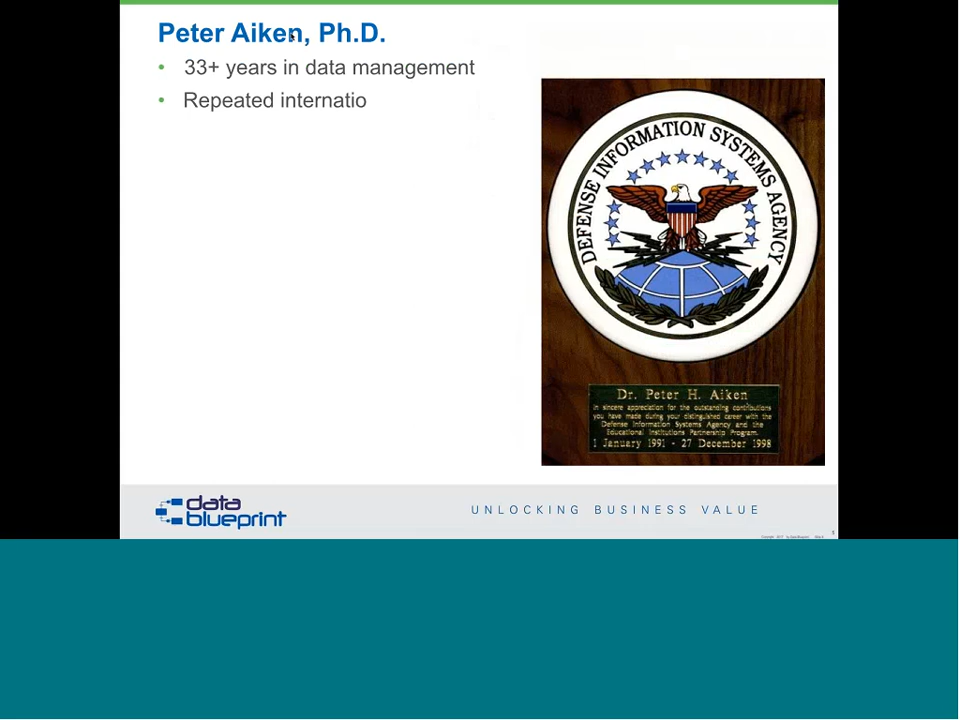 Peter Aiken, Ph.D.
• 33+ years in data management
• Repeated internatio
DEFENSE INFORMATION SYSTEMS AGENCY
Dr. Peter H. Aiken
In sincere appreciation for the outstanding contributions
you have made during your distinguished career with the
Defense Information Systems Agency and the
Educational Institutions Partnership Program.
1 January 1991 - 27 December 1998
data
blueprint
UNLOCKING BUSINESS VALUE